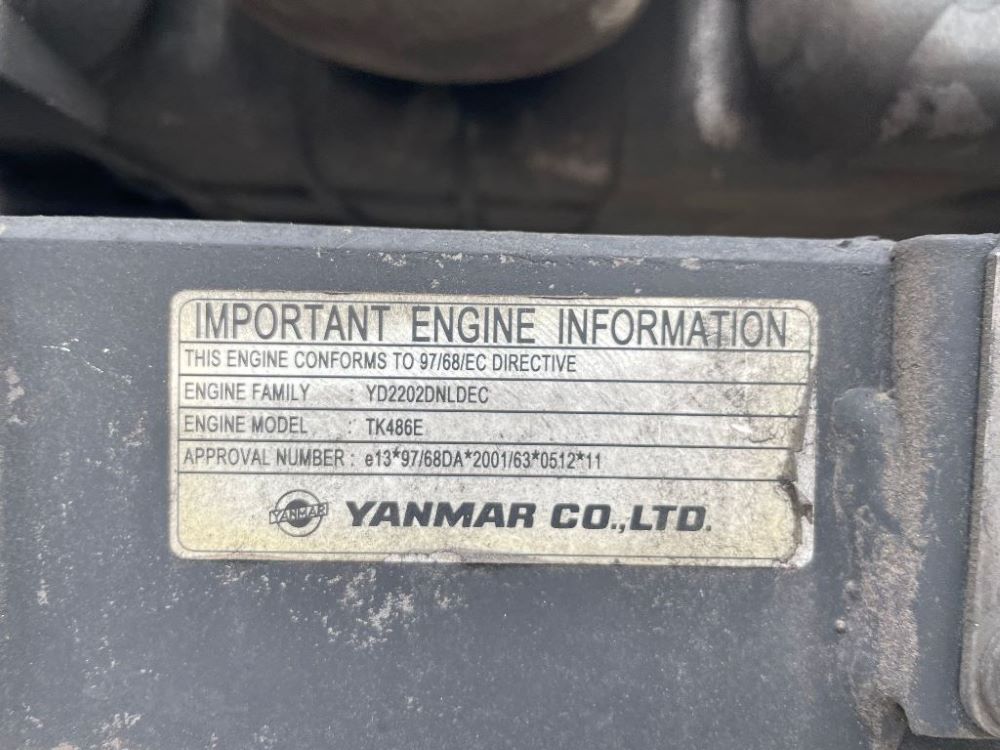 IMPORTANT ENGINE INFORMATION
THIS ENGINE CONFORMS TO 97/68/EC DIRECTIVE
ENGINE FAMILY : YD2202DNLDEC
ENGINE MODEL : TK486E
APPROVAL NUMBER : e13*97/68DA*2001/63*0512*11
YANMAR YANMAR CO.,LTD.